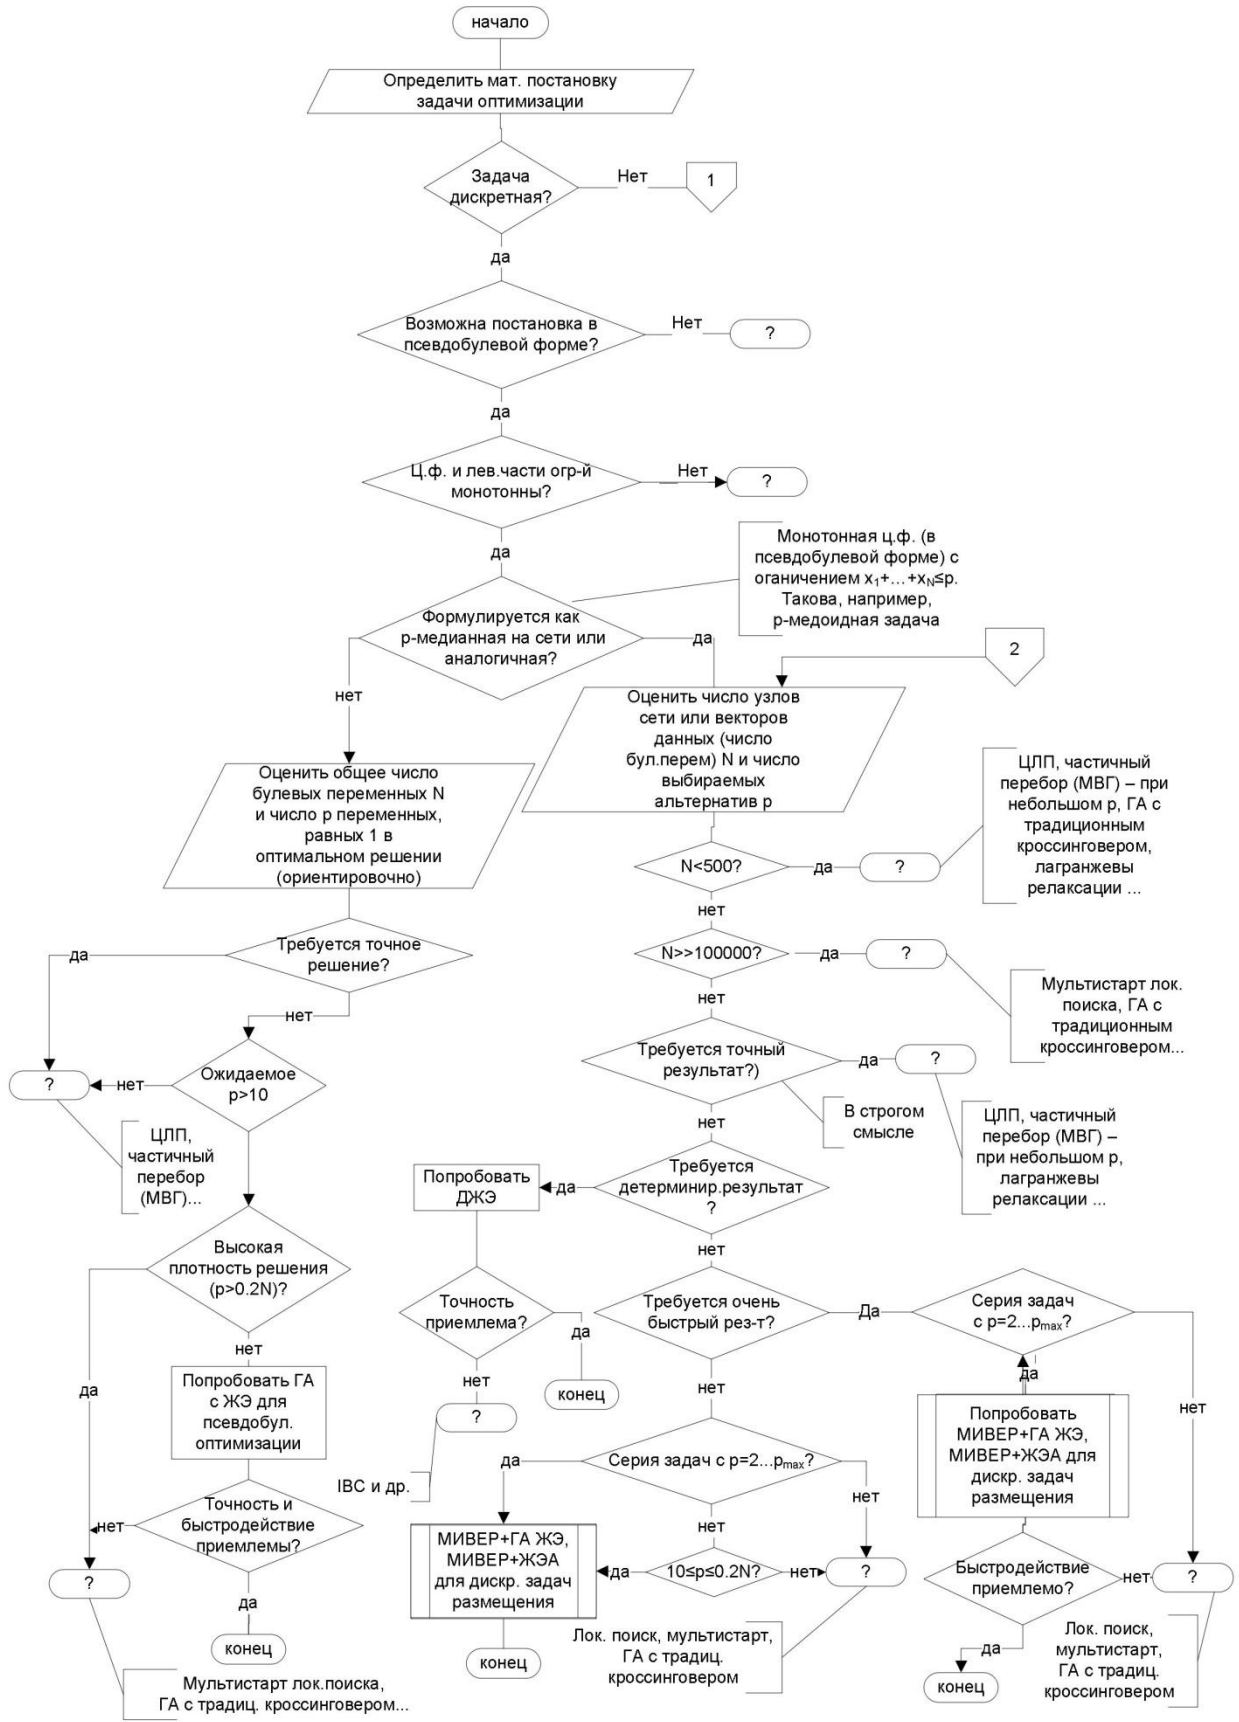 начало
Определить мат. постановку
задачи оптимизации
Задача
дискретная?
Нет
1
да
Возможна постановка в
псевдобулевой форме?
Нет
?
да
Ц.ф. и лев.части огр-й
монотонны?
Нет
?
да
Монотонная ц.ф. (в
псевдобулевой форме) с
оганичением x₁+…+x_N≤p.
Такова, например,
p-медоидная задача
Формулируется как
p-медианная на сети или
аналогичная?
да
2
нет
Оценить число узлов
сети или векторов
данных (число
бул.перем) N и число
выбираемых
альтернатив p
Оценить общее число
булевых переменных N
и число p переменных,
равных 1 в
оптимальном решении
(ориентировочно)
ЦЛП, частичный
перебор (МВГ) – при
небольшом p, ГА с
традиционным
кроссинговером,
лагранжевы
релаксации ...
N<500?
да
?
нет
Требуется точное
решение?
да
N>>100000?
да
?
Мультистарт лок.
поиска, ГА с
традиционным
кроссинговером...
нет
нет
Требуется точный
результат?)
да
?
Ожидаемое
p>10
нет
?
В строгом
смысле
ЦЛП, частичный
перебор (МВГ) –
при небольшом p,
лагранжевы
релаксации ...
нет
ЦЛП,
частичный
перебор
(МВГ)...
Требуется
детерминир.результат
?
да
Попробовать
ДЖЭ
нет
Высокая
плотность решения
(p>0.2N)?
Точность
приемлема?
да
Требуется очень
быстрый рез-т?
Да
Серия задач
с p=2...pmax?
нет
да
нет
конец
нет
да
нет
Попробовать ГА
с ЖЭ для
псевдобул.
оптимизации
?
Попробовать
МИВЕР+ГА ЖЭ,
МИВЕР+ЖЭА для
дискр. задач
размещения
IBC и др.
да
Серия задач с p=2...pmax?
нет
Точность и
быстродействие
приемлемы?
нет
нет
МИВЕР+ГА ЖЭ,
МИВЕР+ЖЭА
для дискр. задач
размещения
да
10≤p≤0.2N?
нет
?
Быстродействие
приемлемо?
нет
?
?
да
конец
конец
Лок. поиск, мультистарт,
ГА с традиц.
кроссинговером
да
конец
Лок. поиск,
мультистарт,
ГА с традиц.
кроссинговером
Мультистарт лок.поиска,
ГА с традиц. кроссинговером...